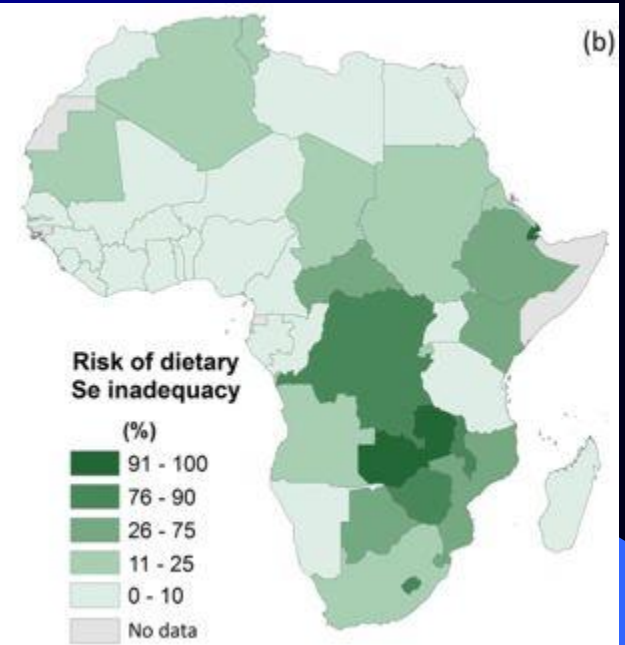 (b)
Risk of dietary
Se inadequacy
(%)
91 - 100
76 - 90
26 - 75
11 - 25
0 - 10
No data